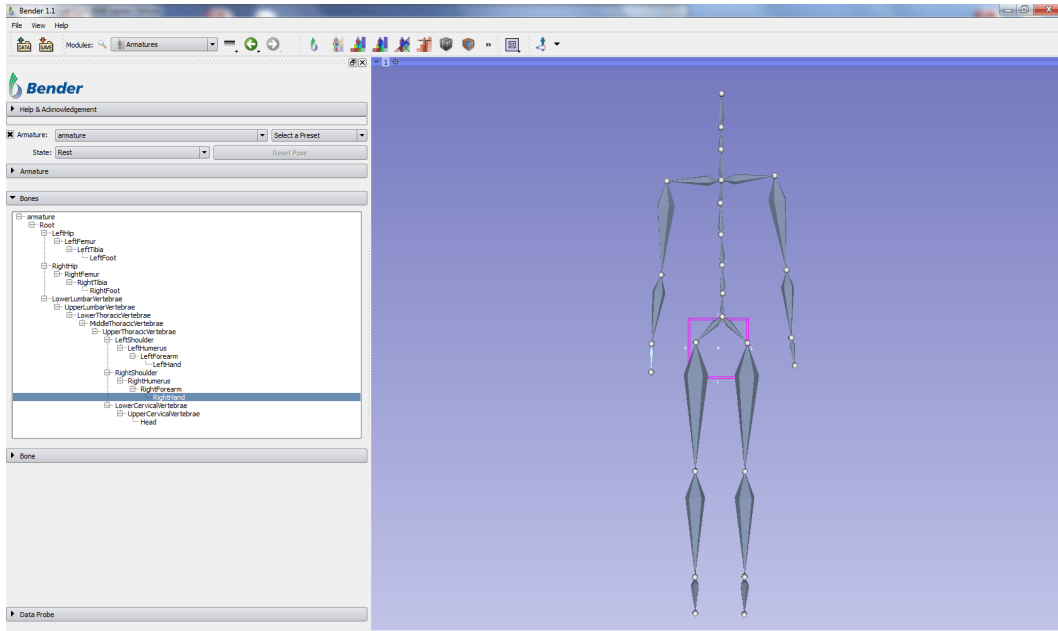 Bender 1.1
File View Help
DATA SAVE Modules: Armatures »
1
Bender
Help & Acknowledgement
Armature: armature Select a Preset
State: Rest Reset Pose
Armature
Bones
armature
Root
LeftHip
LeftFemur
LeftTibia
LeftFoot
RightHip
RightFemur
RightTibia
RightFoot
LowerLumbarVertebrae
UpperLumbarVertebrae
LowerThoracicVertebrae
MiddleThoracicVertebrae
UpperThoracicVertebrae
LeftShoulder
LeftHumerus
LeftForearm
LeftHand
RightShoulder
RightHumerus
RightForearm
RightHand
LowerCervicalVertebrae
UpperCervicalVertebrae
Head
Bone
Data Probe